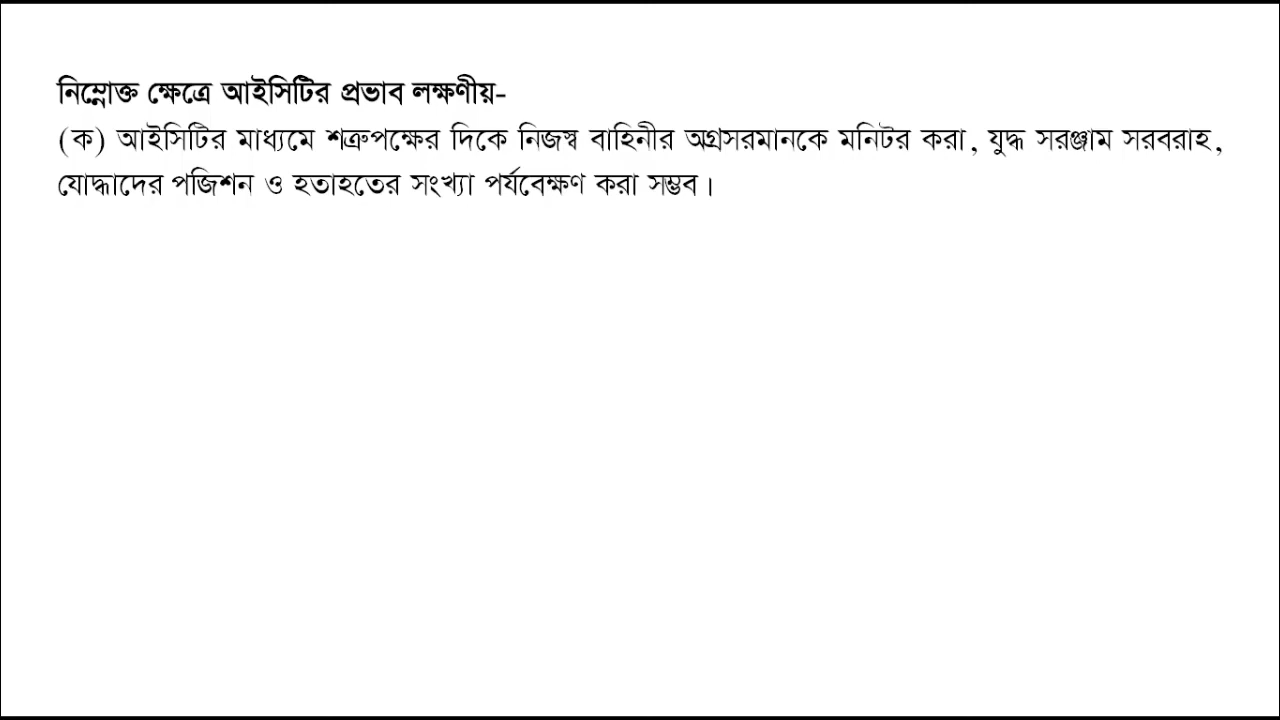 নিম্নোক্ত ক্ষেত্রে আইসিটির প্রভাব লক্ষণীয়-
(ক) আইসিটির মাধ্যমে শত্রুপক্ষের দিকে নিজস্ব বাহিনীর অগ্রসরমানকে মনিটর করা, যুদ্ধ সরঞ্জাম সরবরাহ,
যোদ্ধাদের পজিশন ও হতাহতের সংখ্যা পর্যবেক্ষণ করা সম্ভব।